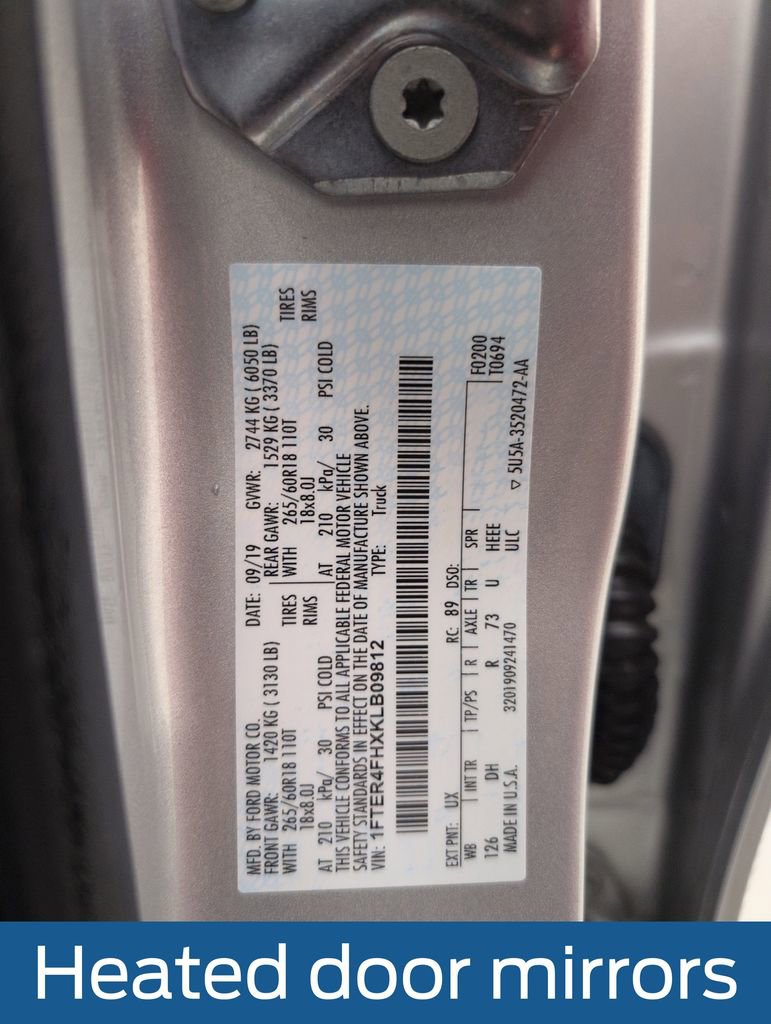 MFD. BY FORD MOTOR CO. DATE: 09/19 GVWR: 2744 KG ( 6050 LB)
FRONT GAWR: 1420 KG ( 3130 LB) REAR GAWR: 1529 KG ( 3370 LB)
WITH 265/60R18 110T TIRES WITH 265/60R18 110T TIRES
18x8.0J RIMS 18x8.0J RIMS
AT 210 kPa/ 30 PSI COLD AT 210 kPa/ 30 PSI COLD
THIS VEHICLE CONFORMS TO ALL APPLICABLE FEDERAL MOTOR VEHICLE
SAFETY STANDARDS IN EFFECT ON THE DATE OF MANUFACTURE SHOWN ABOVE.
VIN: 1FTER4FHXKLB09812 TYPE: Truck
EXT PNT: UX RC: 89 DSO:
WB INT TR TP/PS R AXLE TR SPR F0200
126 DH R 73 U HEEE T0694
ULC
MADE IN U.S.A. 3201909241470 ▽ 5U5A-3520472-AA
Heated door mirrors